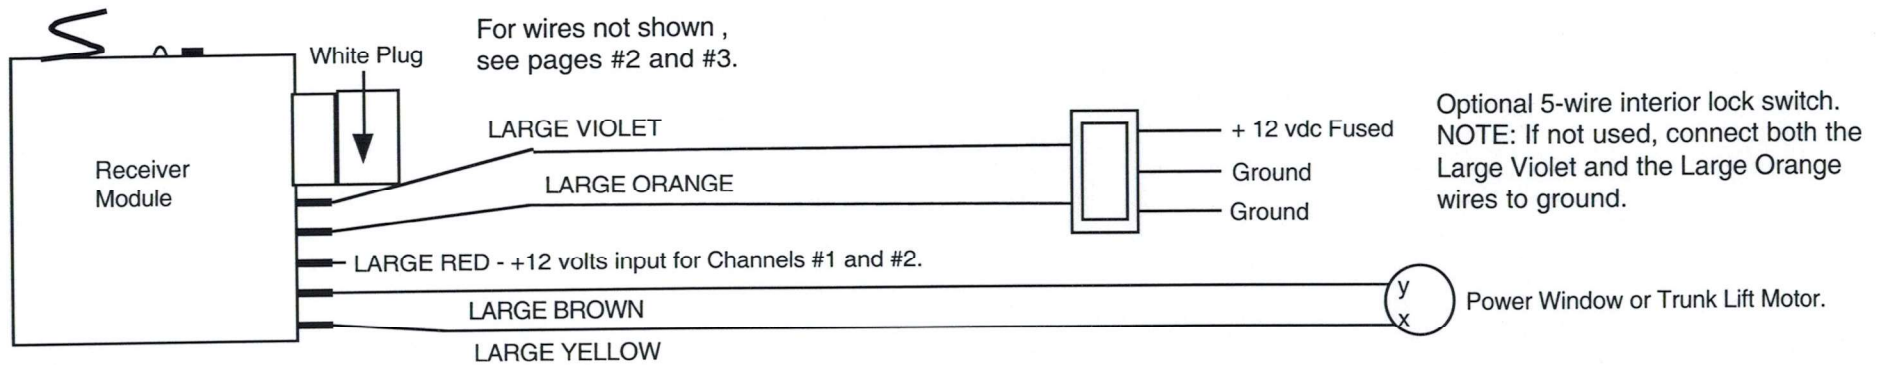 For wires not shown ,
see pages #2 and #3.
White Plug
Receiver
Module
LARGE VIOLET
LARGE ORANGE
+ 12 vdc Fused
Ground
Ground
Optional 5-wire interior lock switch.
NOTE: If not used, connect both the
Large Violet and the Large Orange
wires to ground.
LARGE RED - +12 volts input for Channels #1 and #2.
LARGE BROWN
LARGE YELLOW
y
x
Power Window or Trunk Lift Motor.